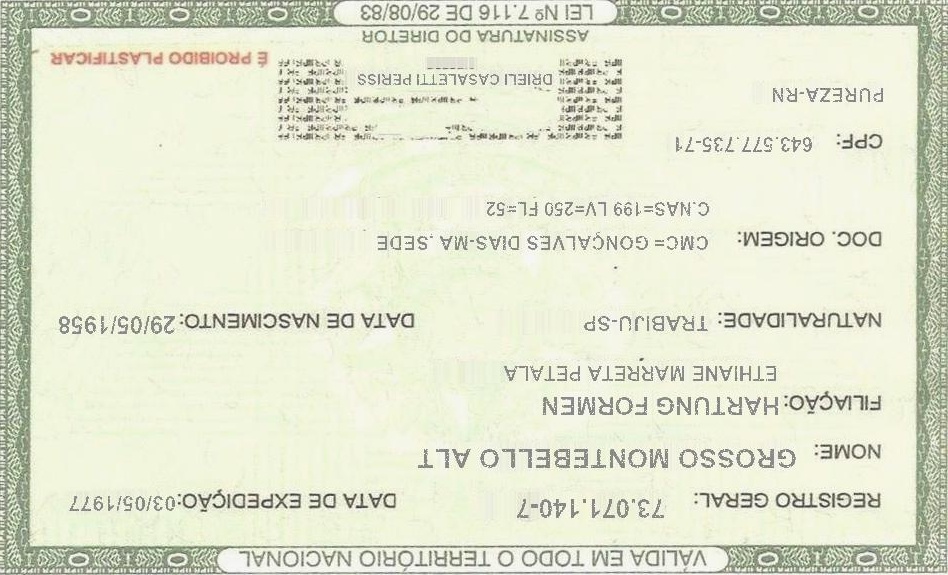 VÁLIDA EM TODO O TERRITÓRIO NACIONAL
REGISTRO GERAL: 73.071.140-7 DATA DE EXPEDIÇÃO: 03/05/1977
NOME: GROSSO MONTEBELLO ALT
FILIAÇÃO: HARTUNG FORMEN
ETHIANE MARRETA PETALA
NATURALIDADE: TRABIJU-SP DATA DE NASCIMENTO: 29/05/1958
DOC. ORIGEM: CMC= GONÇALVES DIAS-MA ,SEDE
C.NAS=199 LV=250 FL=52
CPF: 643.577.735-71
PUREZA-RN
DRIELI CASALETTI PERISS
ASSINATURA DO DIRETOR
É PROIBIDO PLASTIFICAR
LEI Nº 7.116 DE 29/08/83